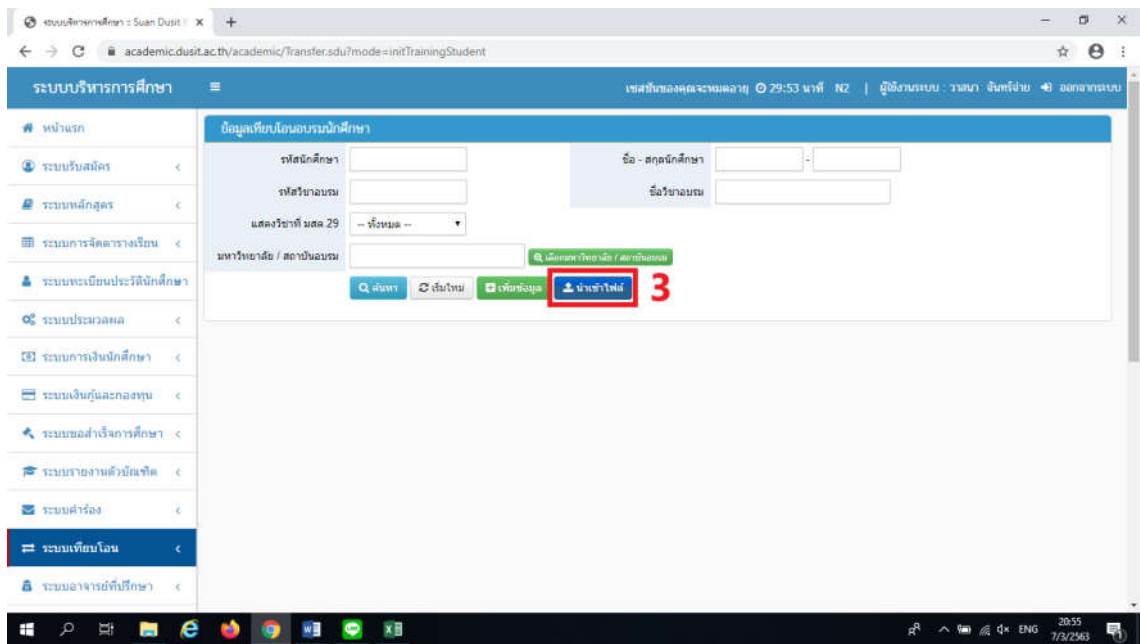 ระบบบริหารการศึกษา :: Suan Dusit
academic.dusit.ac.th/academic/Transfer.sdu?mode=initTrainingStudent
ระบบบริหารการศึกษา
เซสชันของคุณจะหมดอายุ 29:53 นาที N2 | ผู้ใช้งานระบบ : วาสนา จันทร์จ่าย ออกจากระบบ
หน้าแรก
ระบบรับสมัคร
ระบบหลักสูตร
ระบบการจัดตารางเรียน
ระบบทะเบียนประวัตินักศึกษา
ระบบประมวลผล
ระบบการเงินนักศึกษา
ระบบเงินกู้และกองทุน
ระบบขอสำเร็จการศึกษา
ระบบรายงานตัวบัณฑิต
ระบบคำร้อง
ระบบเทียบโอน
ระบบอาจารย์ที่ปรึกษา
ข้อมูลเทียบโอนอบรมนักศึกษา
รหัสนักศึกษา
ชื่อ - สกุลนักศึกษา -
รหัสวิชาอบรม
ชื่อวิชาอบรม
แสดงวิชาที่ มสด 29 -- ทั้งหมด --
มหาวิทยาลัย / สถาบันอบรม เลือกมหาวิทยาลัย / สถาบันอบรม
ค้นหา เริ่มใหม่ เพิ่มข้อมูล นำเข้าไฟล์ 3
ENG
20:55
7/3/2563